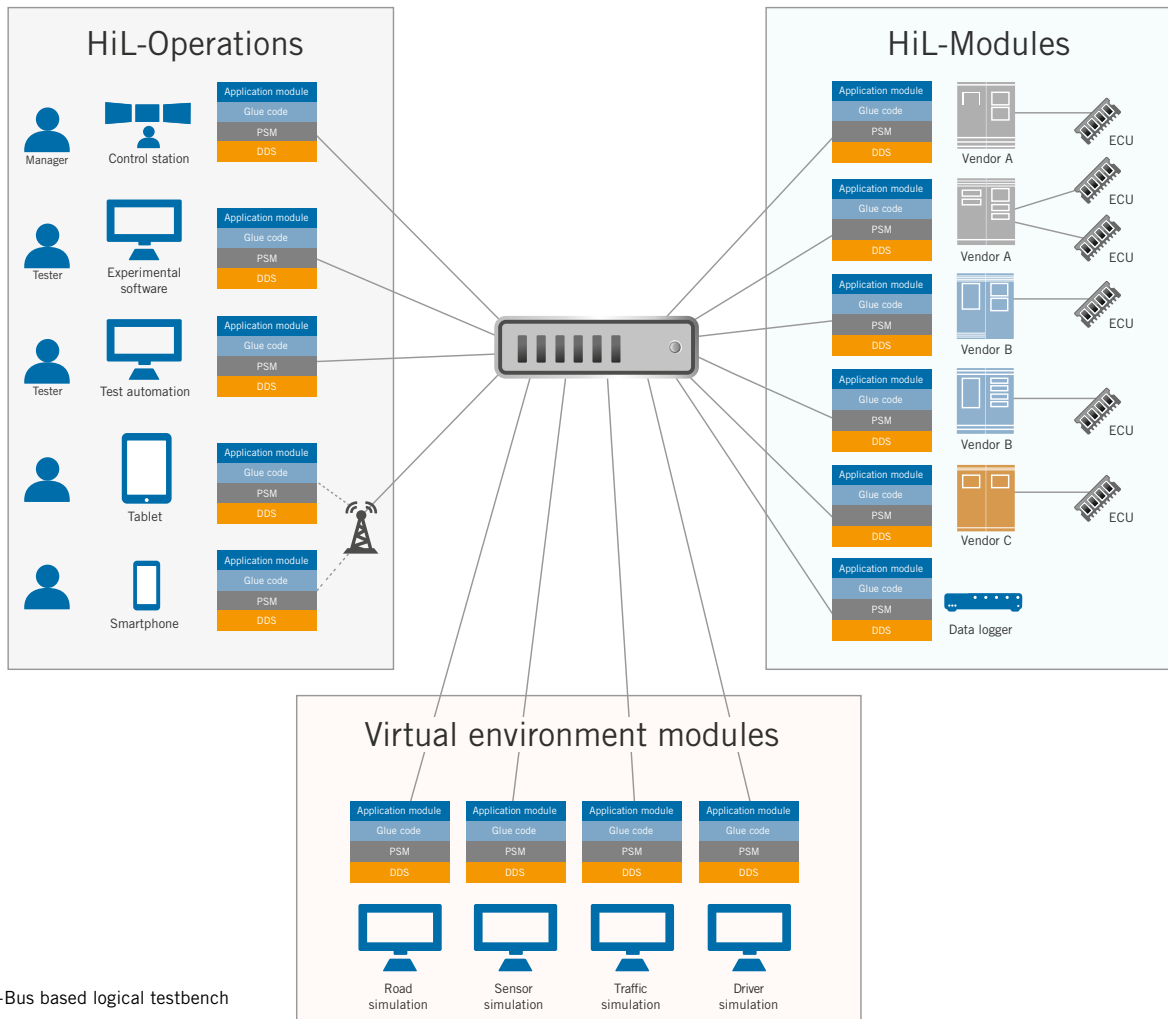 HiL-Operations
Application module
Glue code
PSM
DDS
Manager
Control station
Application module
Glue code
PSM
DDS
Tester
Experimental
software
Application module
Glue code
PSM
DDS
Tester
Test automation
Application module
Glue code
PSM
DDS
Tablet
Application module
Glue code
PSM
DDS
Smartphone
HiL-Modules
Application module
Glue code
PSM
DDS
Vendor A
ECU
Application module
Glue code
PSM
DDS
Vendor A
ECU
ECU
Application module
Glue code
PSM
DDS
Vendor B
ECU
Application module
Glue code
PSM
DDS
Vendor B
ECU
Application module
Glue code
PSM
DDS
Vendor C
ECU
Application module
Glue code
PSM
DDS
Data logger
Virtual environment modules
Application module
Glue code
PSM
DDS
Road
simulation
Application module
Glue code
PSM
DDS
Sensor
simulation
Application module
Glue code
PSM
DDS
Traffic
simulation
Application module
Glue code
PSM
DDS
Driver
simulation
-Bus based logical testbench